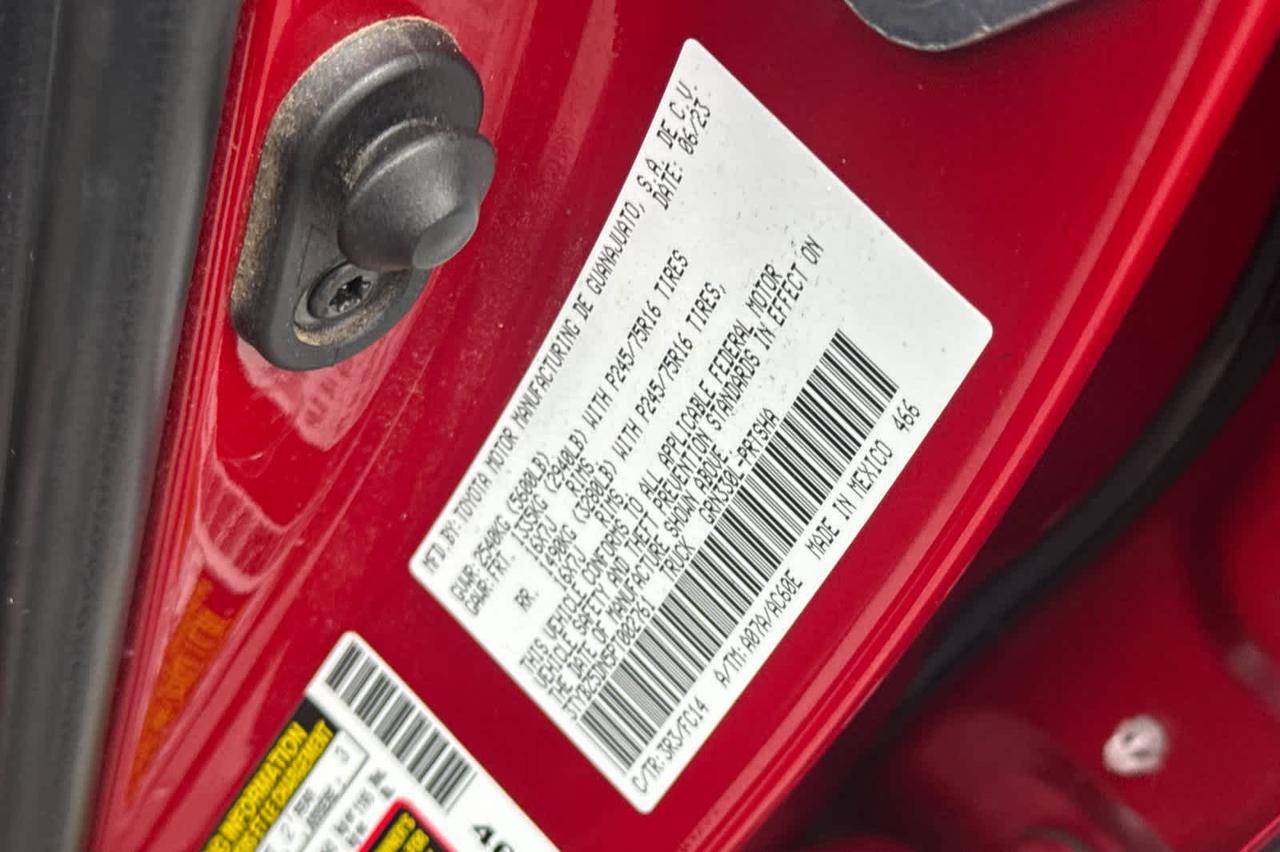 MFD BY: TOYOTA MOTOR MANUFACTURING DE GUANAJUATO, S.A. DE C.V.
DATE: 06/23
GVWR: 2540KG (5600LB)
GAWR: FRT. 1335KG (2940LB) WITH P245/75R16 TIRES
16X7J RIMS
RR. 1490KG (3280LB) WITH P245/75R16 TIRES,
16X7J RIMS
THIS VEHICLE CONFORMS TO ALL APPLICABLE FEDERAL MOTOR
VEHICLE SAFETY AND THEFT PREVENTION STANDARDS IN EFFECT ON
THE DATE OF MANUFACTURE SHOWN ABOVE.
TRUCK GRN330L-PRTSHA
C/TR: 3R3/FC14 A/TM: A07A/AC60E MADE IN MEXICO 466
INFORMATION